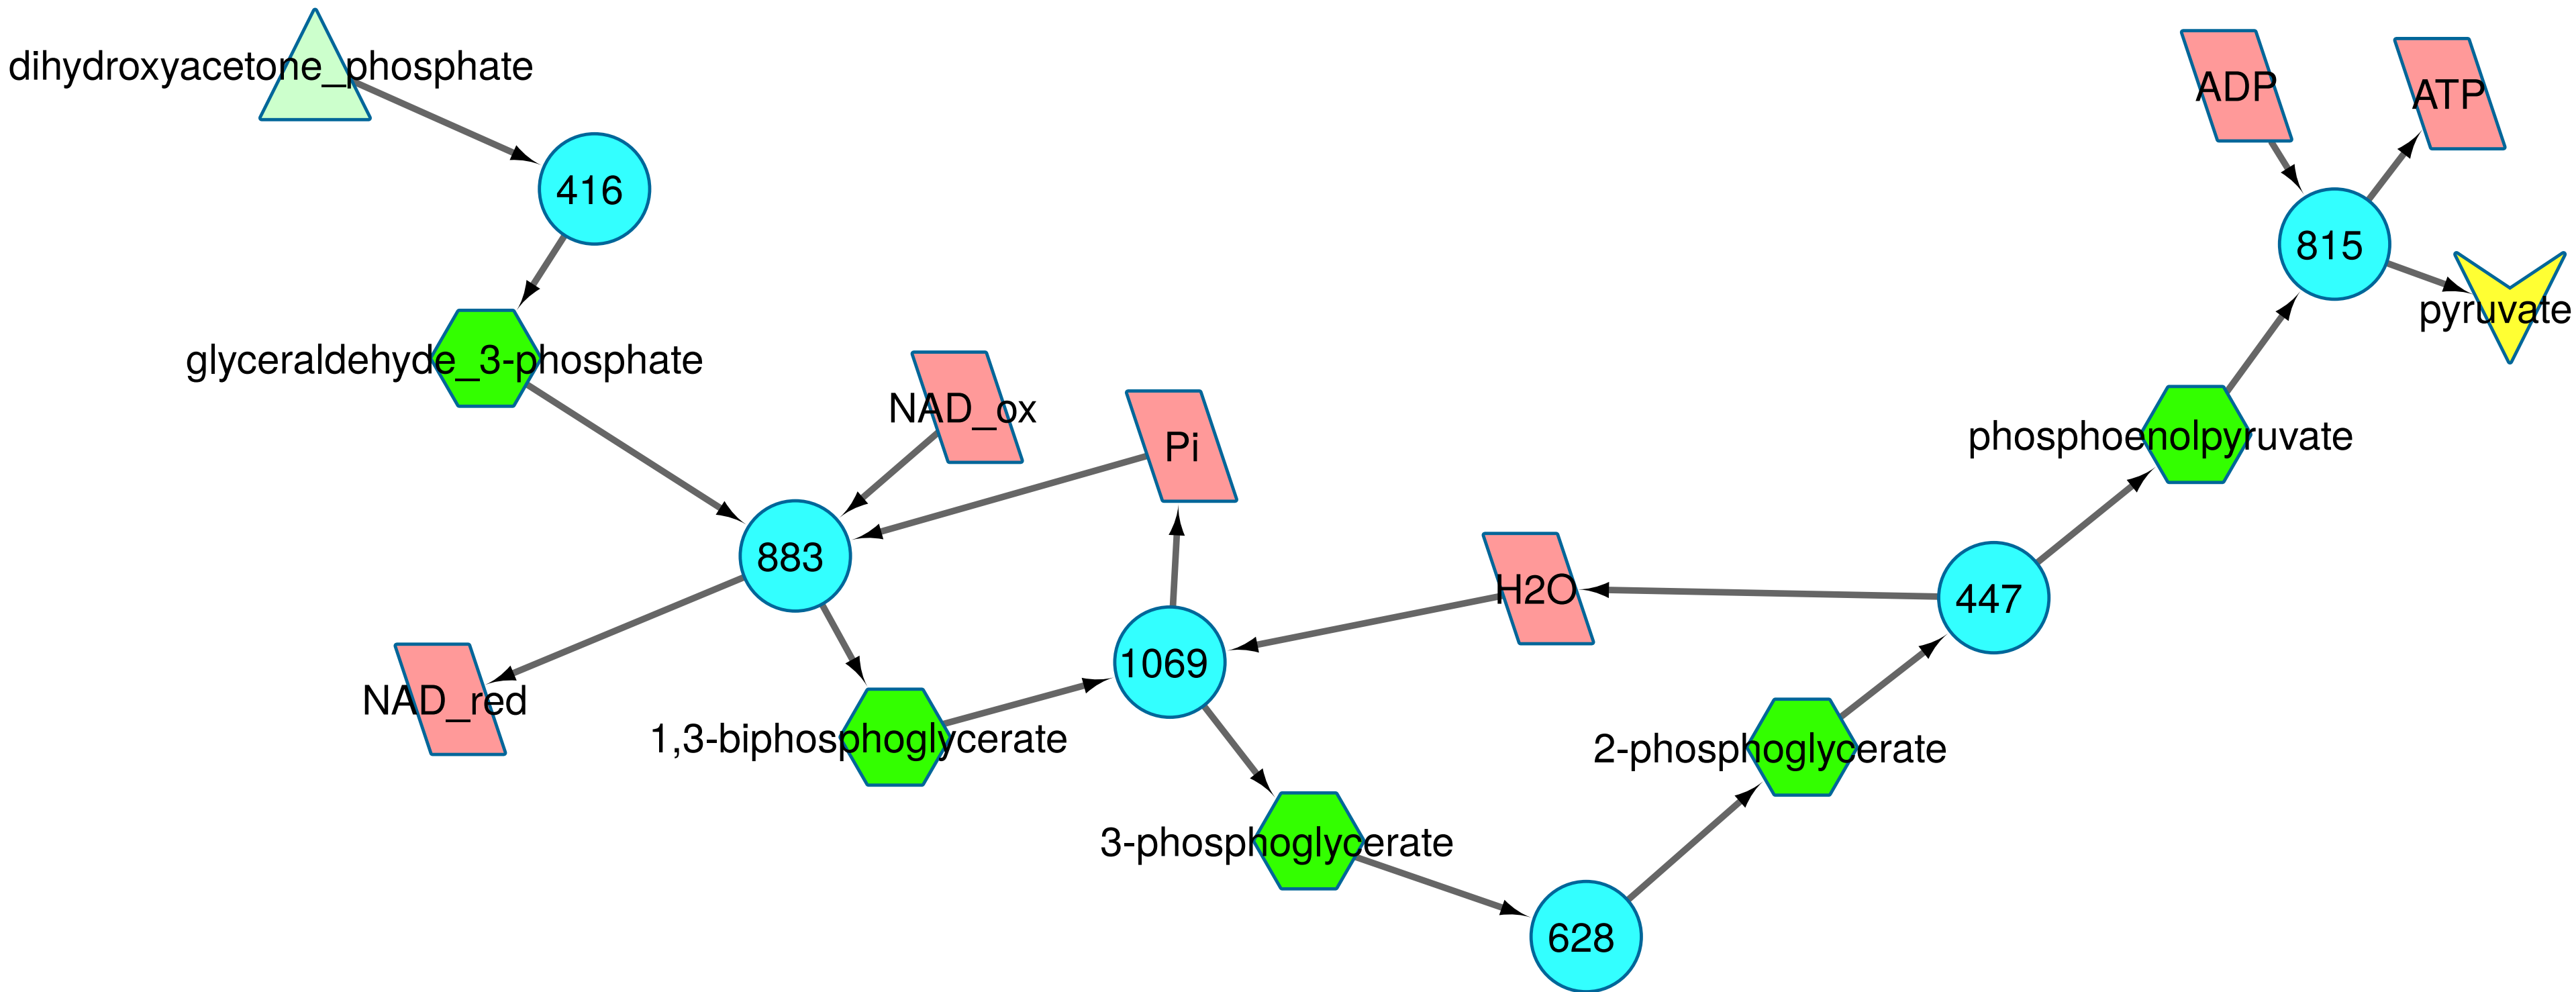 dihydroxyacetone_phosphate
ADP
ATP
416
815
pyruvate
glyceraldehyde_3-phosphate
NAD_ox
Pi
phosphoenolpyruvate
883
H2O
447
1069
NAD_red
1,3-biphosphoglycerate
2-phosphoglycerate
3-phosphoglycerate
628